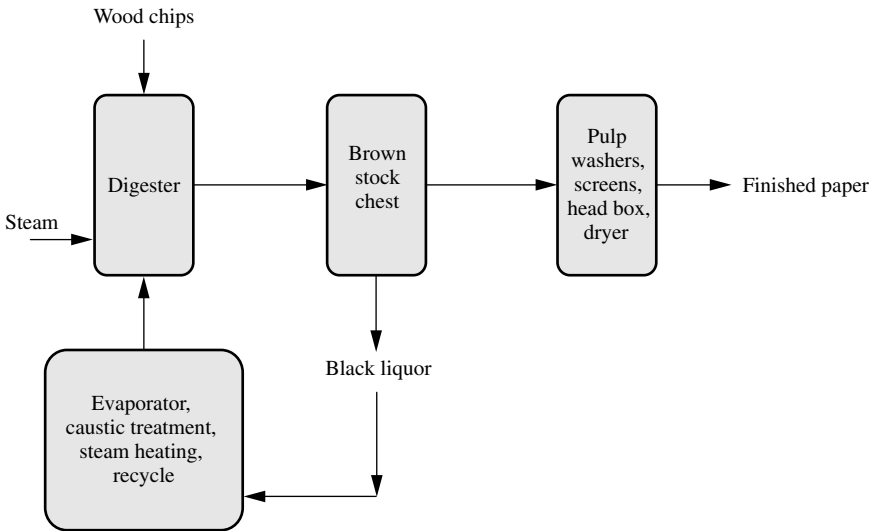 Wood chips
Digester
Steam
Brown
stock
chest
Pulp
washers,
screens,
head box,
dryer
Finished paper
Black liquor
Evaporator,
caustic treatment,
steam heating,
recycle